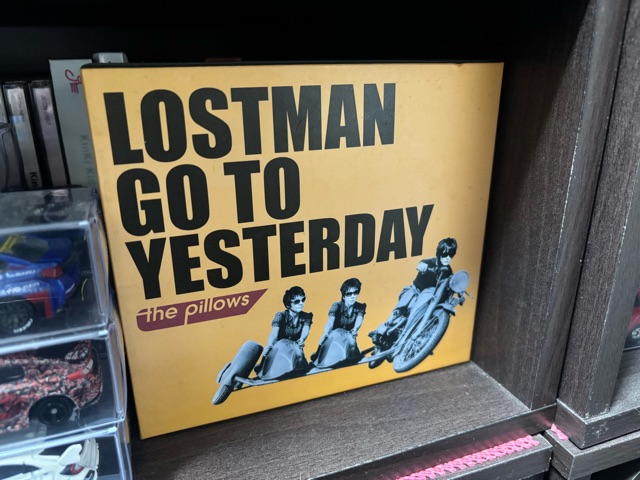 LOSTMAN
GO TO
YESTERDAY
the pillows